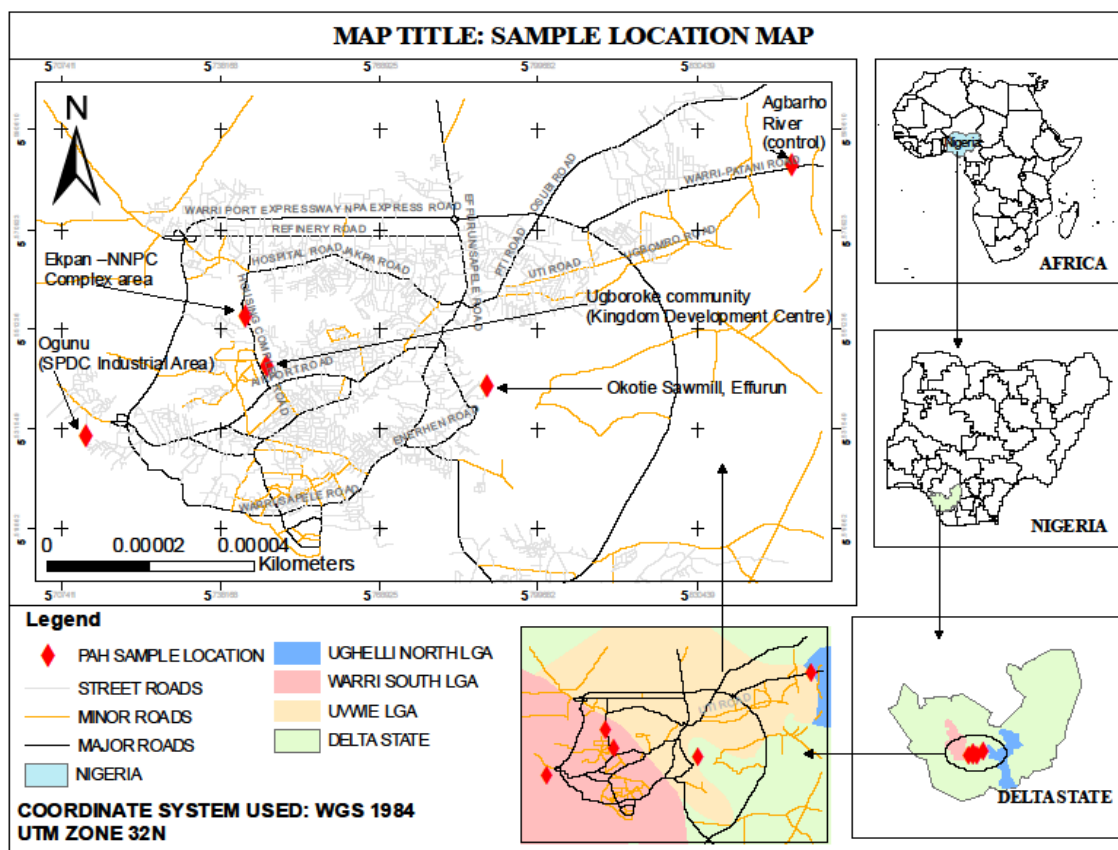 MAP TITLE: SAMPLE LOCATION MAP
N
Agbarho
River
(control)
WARRI-PATANI ROAD
OSUBI ROAD
PTI ROAD
EFFURUN/SAPELE ROAD
WARRI PORT EXPRESSWAY NPA EXPRESS ROAD
REFINERY ROAD
HOSPITAL ROAD JAKPA ROAD
UTI ROAD
UGBOMRO ROAD
Ekpan –NNPC
Complex area
Ugboroke community
(Kingdom Development Centre)
Ogunu
(SPDC Industrial Area)
AIRPORT ROAD
Okotie Sawmill, Effurun
ENERHEN ROAD
WARRI-SAPELE ROAD
0 0.00002 0.00004
Kilometers
Nigeria
AFRICA
NIGERIA
DELTA STATE
Legend
PAH SAMPLE LOCATION
STREET ROADS
MINOR ROADS
MAJOR ROADS
NIGERIA
UGHELLI NORTH LGA
WARRI SOUTH LGA
UVWIE LGA
DELTA STATE
UTI ROAD
COORDINATE SYSTEM USED: WGS 1984
UTM ZONE 32N